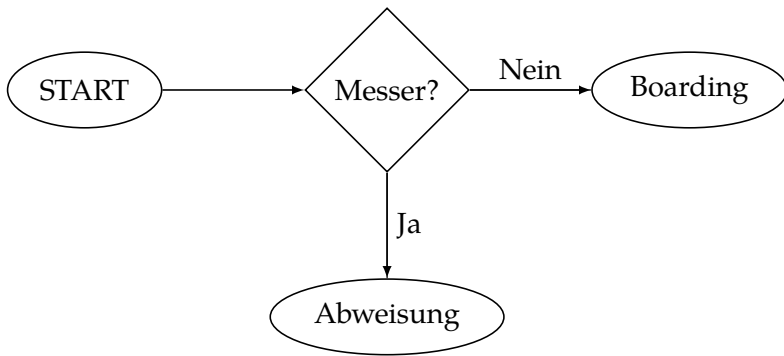 START
Messer?
Nein
Boarding
Ja
Abweisung